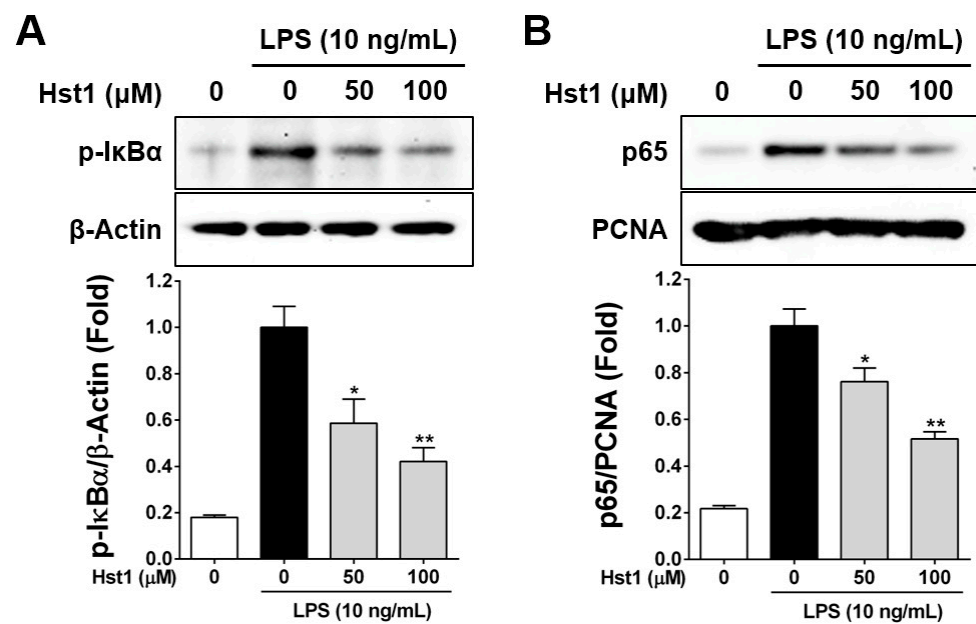 A
LPS (10 ng/mL)
Hst1 (μM) 0 0 50 100
p-IκBα
β-Actin
p-IκBα/β-Actin (Fold)
1.2
1.0
0.8
0.6
0.4
0.2
0.0
*
**
Hst1 (μM) 0 0 50 100
LPS (10 ng/mL)
B
LPS (10 ng/mL)
Hst1 (μM) 0 0 50 100
p65
PCNA
p65/PCNA (Fold)
1.2
1.0
0.8
0.6
0.4
0.2
0.0
*
**
Hst1 (μM) 0 0 50 100
LPS (10 ng/mL)